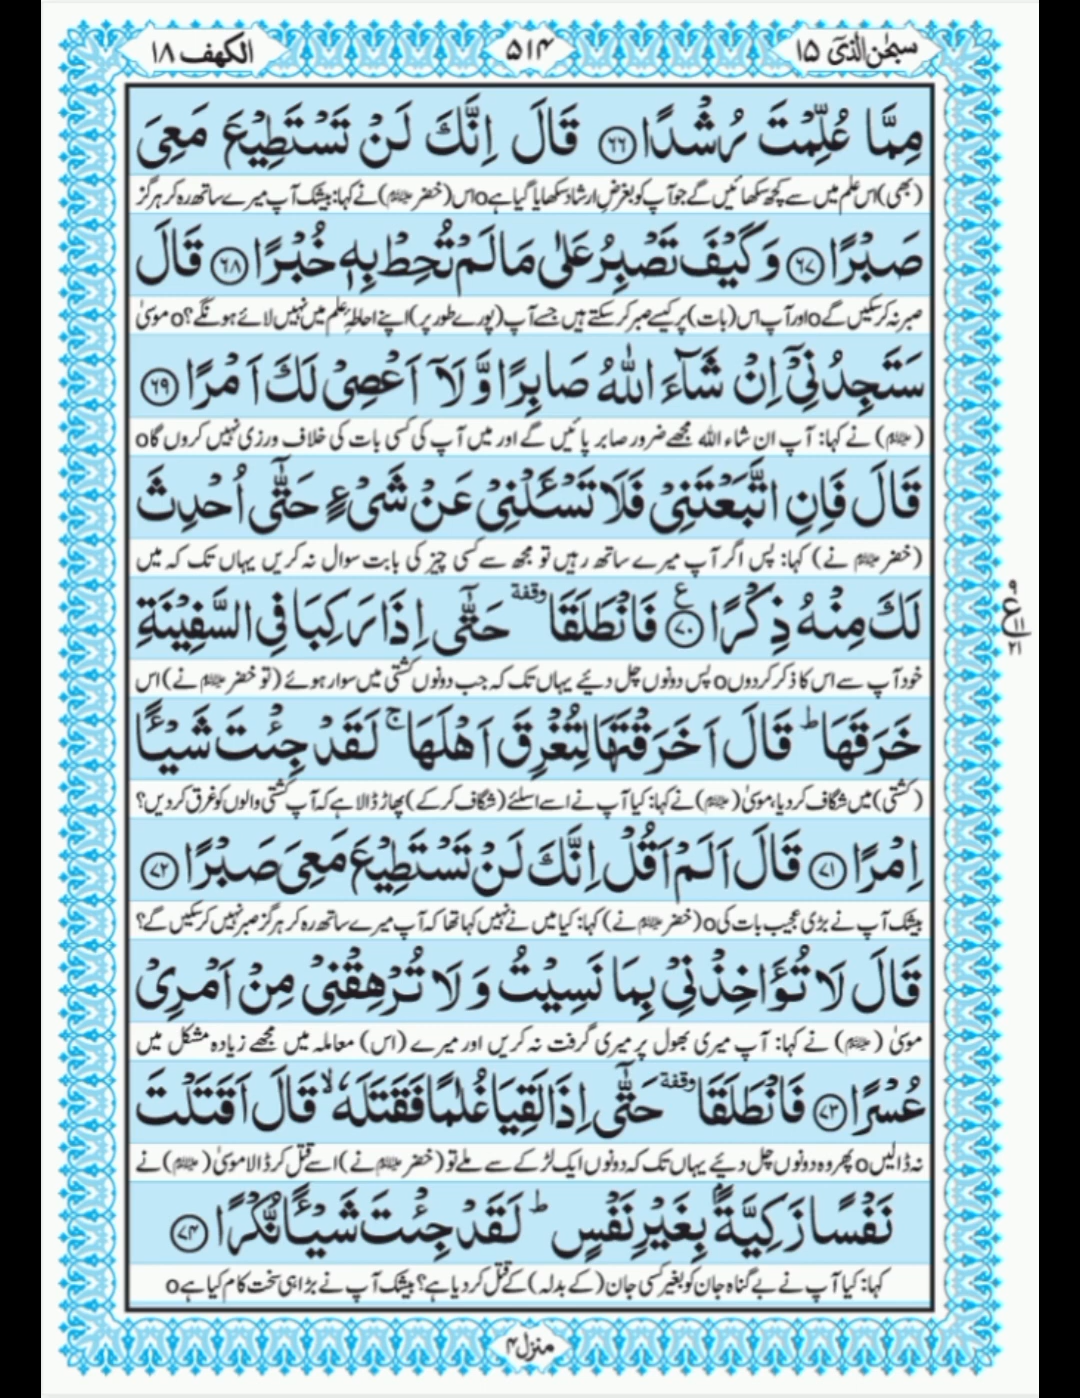 سبحٰن الذیٓ ۱۵
۵۱۴
الکهف ۱۸
مِمَّا عُلِّمْتَ رُشْدًا ﴿۶۶﴾ قَالَ اِنَّكَ لَنْ تَسْتَطِيْعَ مَعِیَ
(بھی) اس علم میں سے کچھ سکھائیں گے جو آپ کو بغرضِ ارشاد سکھایا گیا ہےo اس (خضر علیہ السلام) نے کہا: بیشک آپ میرے ساتھ رہ کر ہرگز
صَبْرًا ﴿۶۷﴾ وَكَيْفَ تَصْبِرُ عَلٰى مَا لَمْ تُحِطْ بِهٖ خُبْرًا ﴿۶۸﴾ قَالَ
صبر نہ کر سکیں گےo اور آپ اس (بات) پر کیسے صبر کر سکتے ہیں جسے آپ (پورے طور پر) اپنے احاطۂ علم میں نہیں لائے ہونگے؟o موسیٰ
سَتَجِدُنِیْۤ اِنْ شَآءَ اللّٰهُ صَابِرًا وَّ لَاۤ اَعْصِیْ لَكَ اَمْرًا ﴿۶۹﴾
(علیہ السلام) نے کہا: آپ ان شاء اللہ مجھے ضرور صابر پائیں گے اور میں آپ کی کسی بات کی خلاف ورزی نہیں کروں گاo
قَالَ فَاِنِ اتَّبَعْتَنِیْ فَلَا تَسْـَٔلْنِیْ عَنْ شَیْءٍ حَتّٰۤى اُحْدِثَ
(خضر علیہ السلام نے) کہا: پس اگر آپ میرے ساتھ رہیں تو مجھ سے کسی چیز کی بابت سوال نہ کریں یہاں تک کہ میں
لَكَ مِنْهُ ذِكْرًا ﴿۷۰﴾ ع فَانْطَلَقَا وقفة حَتّٰۤى اِذَا رَكِبَا فِی السَّفِيْنَةِ
ع ۹ ۱۱ ۲۱
خود آپ سے اس کا ذکر کر دوںo پس دونوں چل دیئے یہاں تک کہ جب دونوں کشتی میں سوار ہوئے (تو خضر علیہ السلام نے) اس
خَرَقَهَا ؕ قَالَ اَخَرَقْتَهَا لِتُغْرِقَ اَهْلَهَا ۚ لَقَدْ جِئْتَ شَيْـًٔا
(کشتی) میں شگاف کر دیا، موسیٰ (علیہ السلام) نے کہا: کیا آپ نے اسے اسلئے (شگاف کر کے) پھاڑ ڈالا ہے کہ آپ کشتی والوں کو غرق کر دیں؟
اِمْرًا ﴿۷۱﴾ قَالَ اَلَمْ اَقُلْ اِنَّكَ لَنْ تَسْتَطِيْعَ مَعِیَ صَبْرًا ﴿۷۲﴾
بیشک آپ نے بڑی عجیب بات کیo (خضر علیہ السلام نے) کہا: کیا میں نے نہیں کہا تھا کہ آپ میرے ساتھ رہ کر ہرگز صبر نہیں کر سکیں گے؟
قَالَ لَا تُؤَاخِذْنِیْ بِمَا نَسِيْتُ وَ لَا تُرْهِقْنِیْ مِنْ اَمْرِیْ
موسیٰ (علیہ السلام) نے کہا: آپ میری بھول پر میری گرفت نہ کریں اور میرے (اس) معاملہ میں مجھے زیادہ مشکل میں
عُسْرًا ﴿۷۳﴾ فَانْطَلَقَا وقفة حَتّٰۤى اِذَا لَقِيَا غُلٰمًا فَقَتَلَهٗ ۙ قَالَ اَقَتَلْتَ
نہ ڈالیںo پھر وہ دونوں چل دیئے یہاں تک کہ دونوں ایک لڑکے سے ملے تو (خضر علیہ السلام نے) اسے قتل کر ڈالا موسیٰ (علیہ السلام) نے
نَفْسًا زَكِيَّةًۢ بِغَيْرِ نَفْسٍ ؕ لَقَدْ جِئْتَ شَيْـًٔا نُّكْرًا ﴿۷۴﴾
کہا: کیا آپ نے بے گناہ جان کو بغیر کسی جان (کے بدلہ) کے قتل کر دیا ہے؟ بیشک آپ نے بڑا ہی سخت کام کیا ہےo
منزل ۴